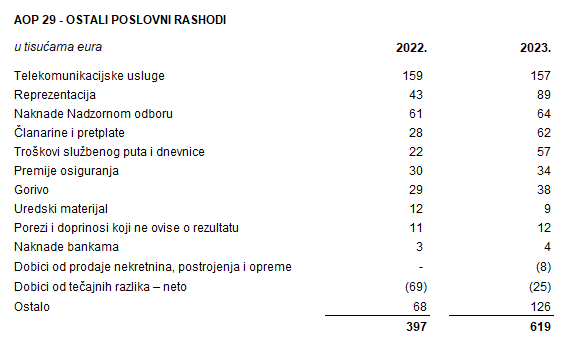 AOP 29 - OSTALI POSLOVNI RASHODI
u tisućama eura 2022. 2023.
Telekomunikacijske usluge 159 157
Reprezentacija 43 89
Naknade Nadzornom odboru 61 64
Članarine i pretplate 28 62
Troškovi službenog puta i dnevnice 22 57
Premije osiguranja 30 34
Gorivo 29 38
Uredski materijal 12 9
Porezi i doprinosi koji ne ovise o rezultatu 11 12
Naknade bankama 3 4
Dobici od prodaje nekretnina, postrojenja i opreme - (8)
Dobici od tečajnih razlika – neto (69) (25)
Ostalo 68 126
397 619